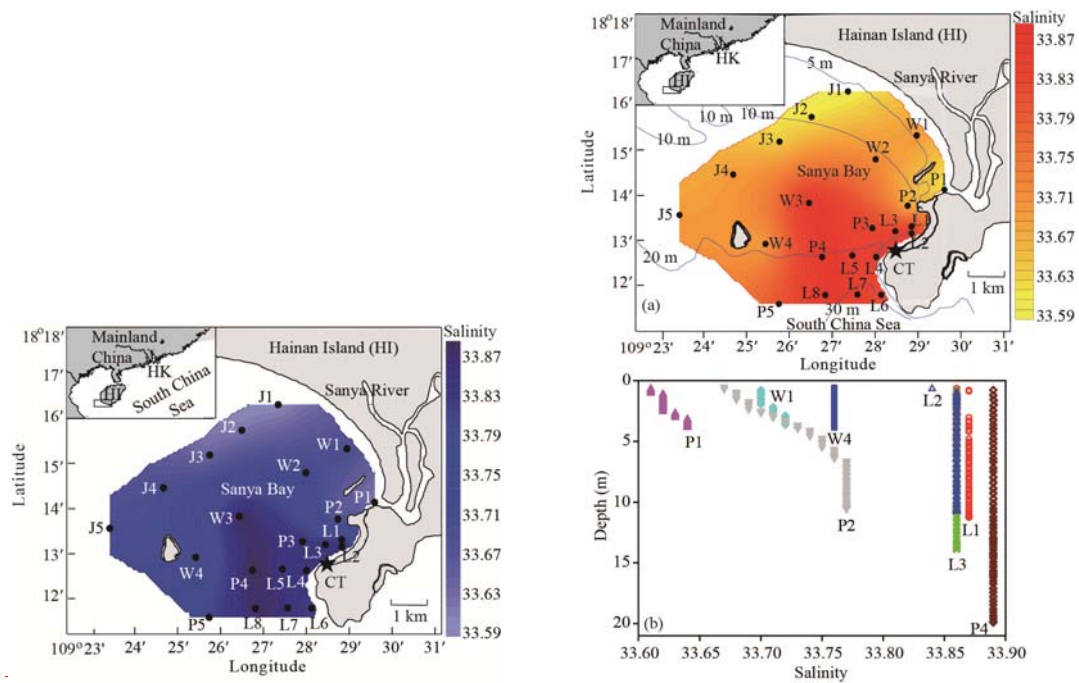 18°18′
17′
16′
15′
14′
13′
12′
Latitude
Mainland
China
HK
HI
Hainan Island (HI)
Sanya River
5 m
10 m
10 m
10 m
20 m
30 m
J1
J2
J3
J4
J5
W1
W2
W3
W4
Sanya Bay
P1
P2
P3
P4
P5
L1
L2
L3
L4
L5
L6
L7
L8
CT
1 km
(a)
South China Sea
109°23′ 24′ 25′ 26′ 27′ 28′ 29′ 30′ 31′
Salinity
33.87
33.83
33.79
33.75
33.71
33.67
33.63
33.59
18°18′
17′
16′
15′
14′
13′
12′
Latitude
Mainland
China
HK
HI
South China
Sea
Hainan Island (HI)
Sanya River
J1
J2
J3
J4
J5
W1
W2
W3
W4
Sanya Bay
P1
P2
P3
P4
P5
L1
L2
L3
L4
L5
L6
L7
L8
CT
1 km
109°23′ 24′ 25′ 26′ 27′ 28′ 29′ 30′ 31′
Longitude
Salinity
33.87
33.83
33.79
33.75
33.71
33.67
33.63
33.59
0
5
10
15
20
Depth (m)
P1
W1
P2
W4
L2
L1
L3
P4
(b)
33.60 33.65 33.70 33.75 33.80 33.85 33.90
Salinity